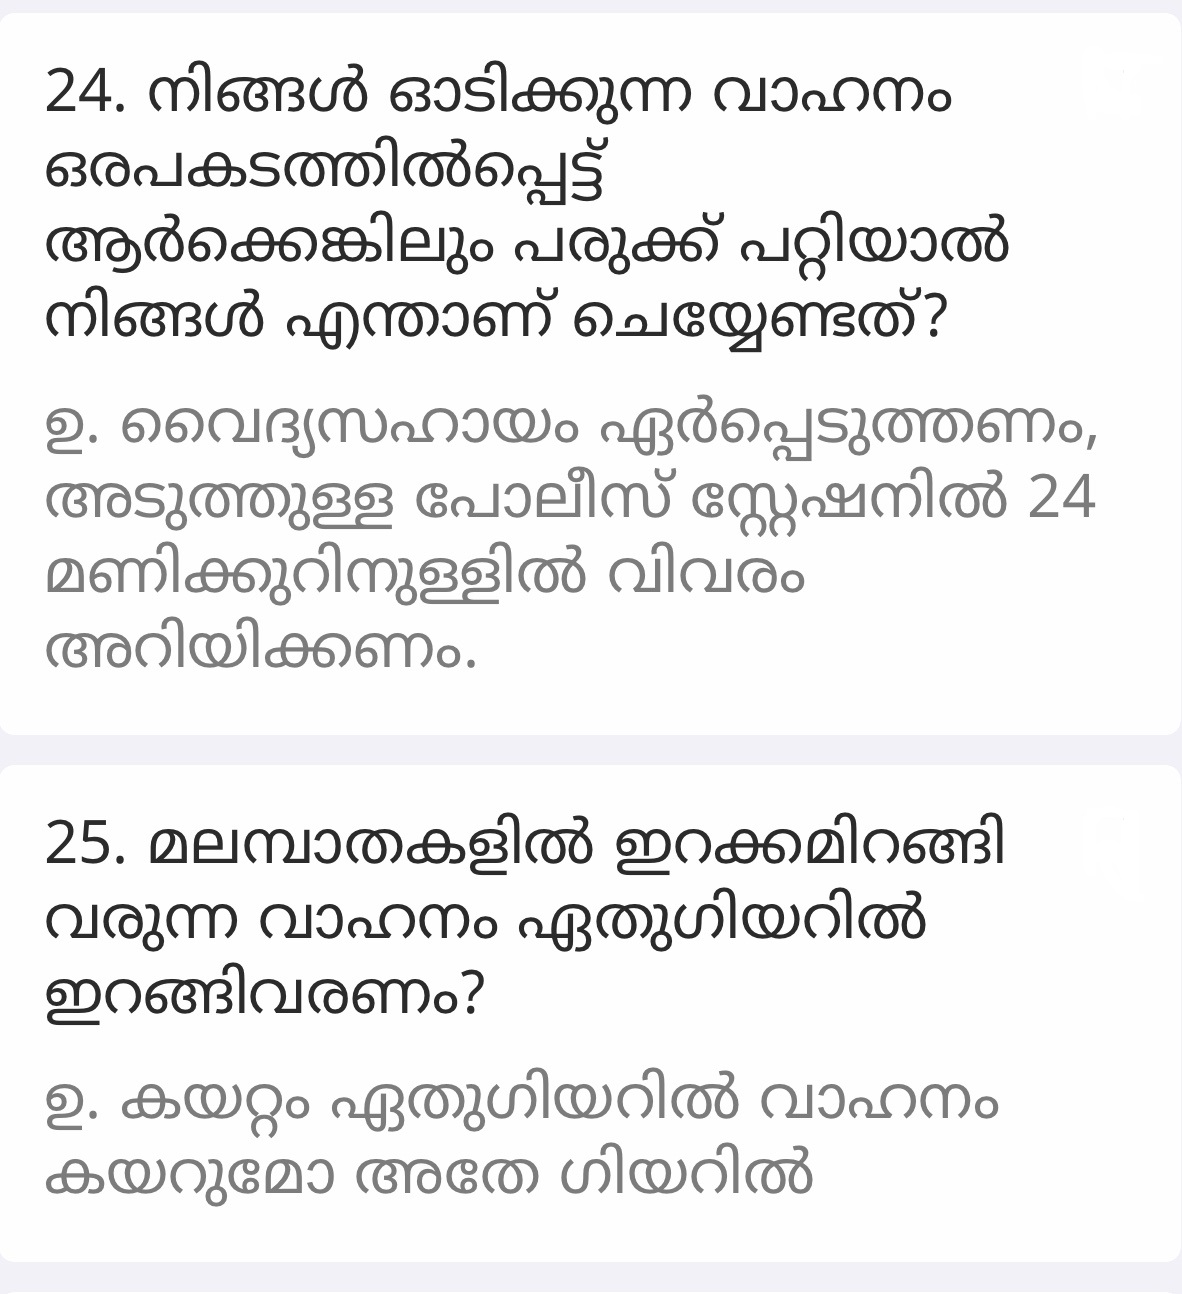 24. നിങ്ങൾ ഓടിക്കുന്ന വാഹനം
ഒരപകടത്തിൽപ്പെട്ട്
ആർക്കെങ്കിലും പരുക്ക് പറ്റിയാൽ
നിങ്ങൾ എന്താണ് ചെയ്യേണ്ടത്?
ഉ. വൈദ്യസഹായം ഏർപ്പെടുത്തണം,
അടുത്തുള്ള പോലീസ് സ്റ്റേഷനിൽ 24
മണിക്കുറിനുള്ളിൽ വിവരം
അറിയിക്കണം.
25. മലമ്പാതകളിൽ ഇറക്കമിറങ്ങി
വരുന്ന വാഹനം ഏതുഗിയറിൽ
ഇറങ്ങിവരണം?
ഉ. കയറ്റം ഏതുഗിയറിൽ വാഹനം
കയറുമോ അതേ ഗിയറിൽ